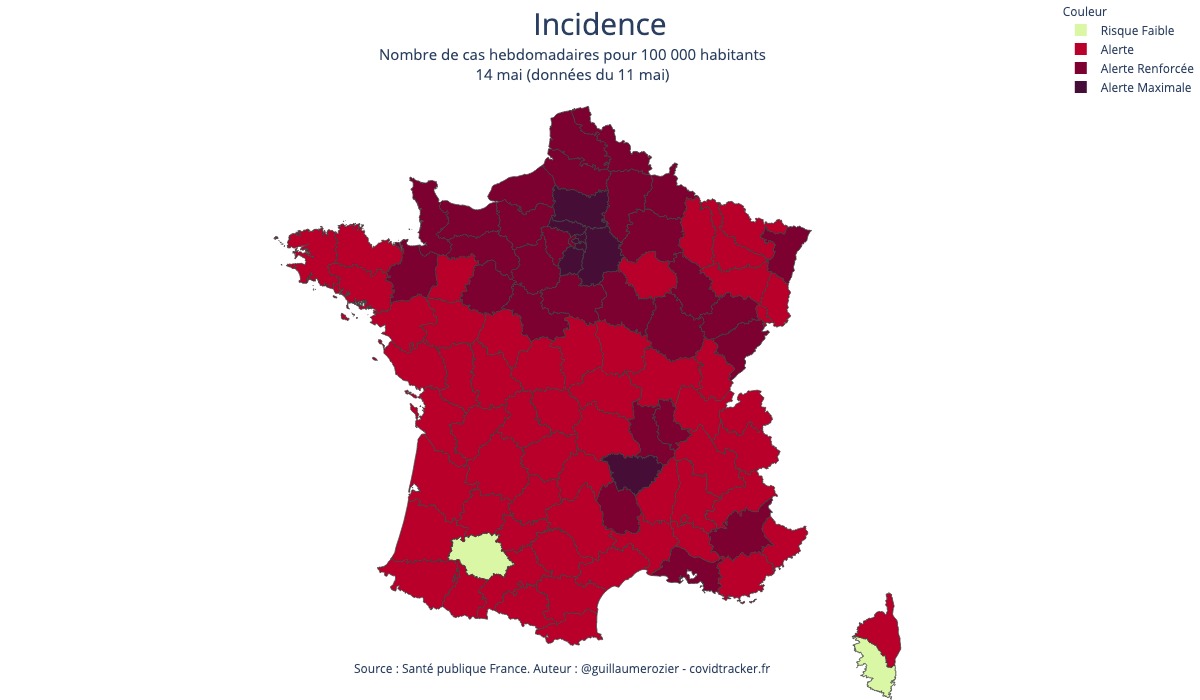 Incidence
Nombre de cas hebdomadaires pour 100 000 habitants
14 mai (données du 11 mai)
Couleur
Risque Faible
Alerte
Alerte Renforcée
Alerte Maximale
Source : Santé publique France. Auteur : @guillaumerozier - covidtracker.fr